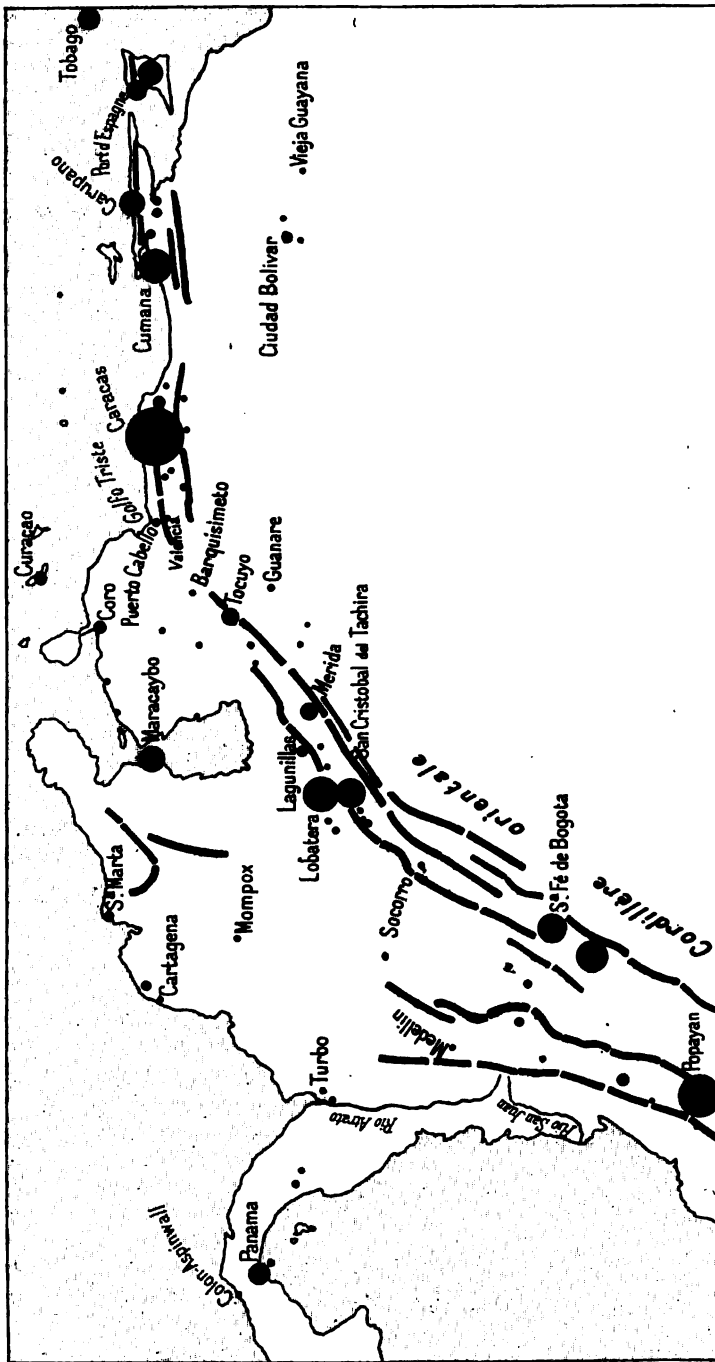 Tobago
Port d'Espagne
Carupano
Cumana
Vieja Guayana
Ciudad Bolivar
Caracas
Golfo Triste
Puerto Cabello
Valencia
Curaçao
Coro
Barquisimeto
Tocuyo
Guanare
Maracaybo
Merida
San Cristobal del Tachira
Lagunillas
Lobatera
Sª. Marta
Cartagena
Mompox
Socorro
Sª Fé de Bogota
Cordillère orientale
Medellin
Turbo
Rio Atrato
Rio San Juan
Popayan
Colon-Aspinwall
Panama